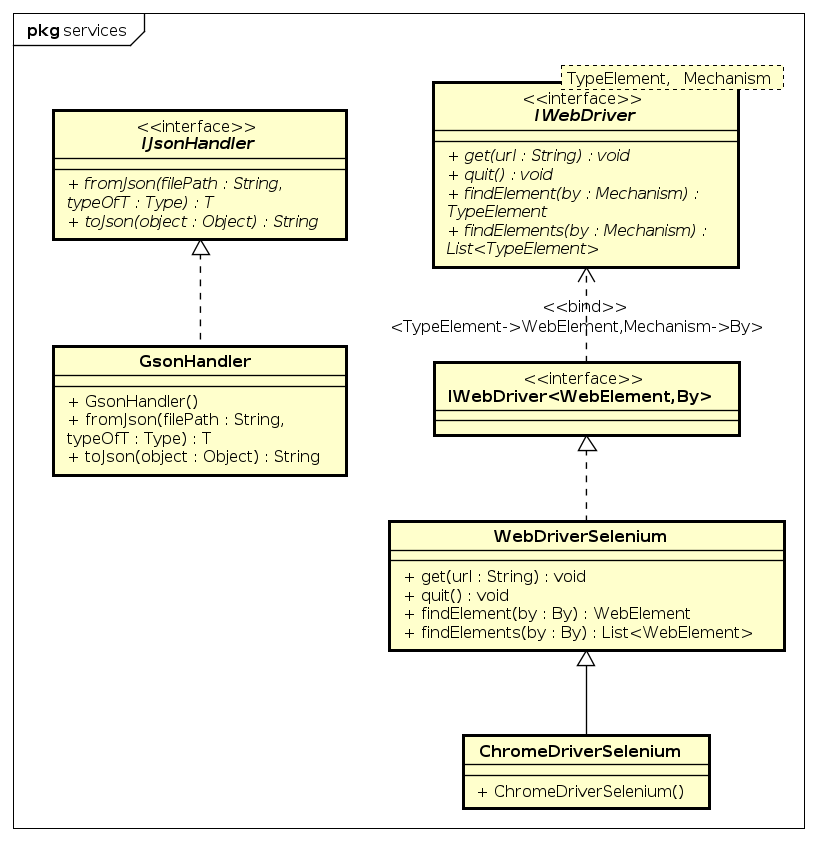 pkg services
<<interface>>
IJsonHandler
+ fromJson(filePath : String,
typeOfT : Type) : T
+ toJson(object : Object) : String
GsonHandler
+ GsonHandler()
+ fromJson(filePath : String,
typeOfT : Type) : T
+ toJson(object : Object) : String
TypeElement, Mechanism
<<interface>>
IWebDriver
+ get(url : String) : void
+ quit() : void
+ findElement(by : Mechanism) :
TypeElement
+ findElements(by : Mechanism) :
List<TypeElement>
<<bind>>
<TypeElement->WebElement,Mechanism->By>
<<interface>>
IWebDriver<WebElement,By>
WebDriverSelenium
+ get(url : String) : void
+ quit() : void
+ findElement(by : By) : WebElement
+ findElements(by : By) : List<WebElement>
ChromeDriverSelenium
+ ChromeDriverSelenium()